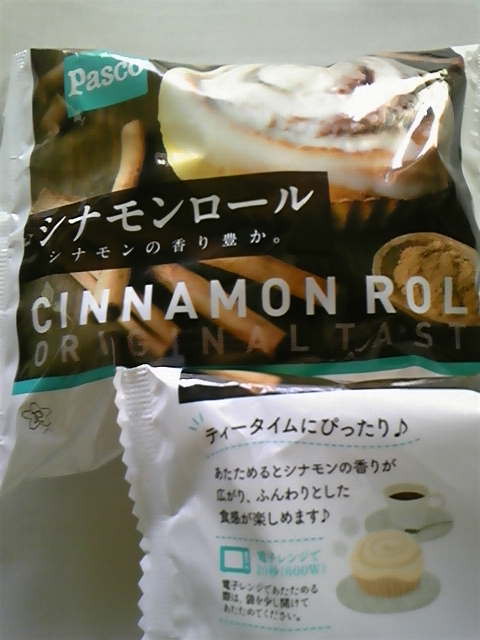 Pasco
シナモンロール
シナモンの香り豊か。
CINNAMON ROL
ORIGINAL TAST
ティータイムにぴったり♪
あたためるとシナモンの香りが
広がり、ふんわりとした
食感が楽しめます♪
電子レンジで
(500W)
電子レンジであたためる
際は、袋を少し開けて
あたためてください。